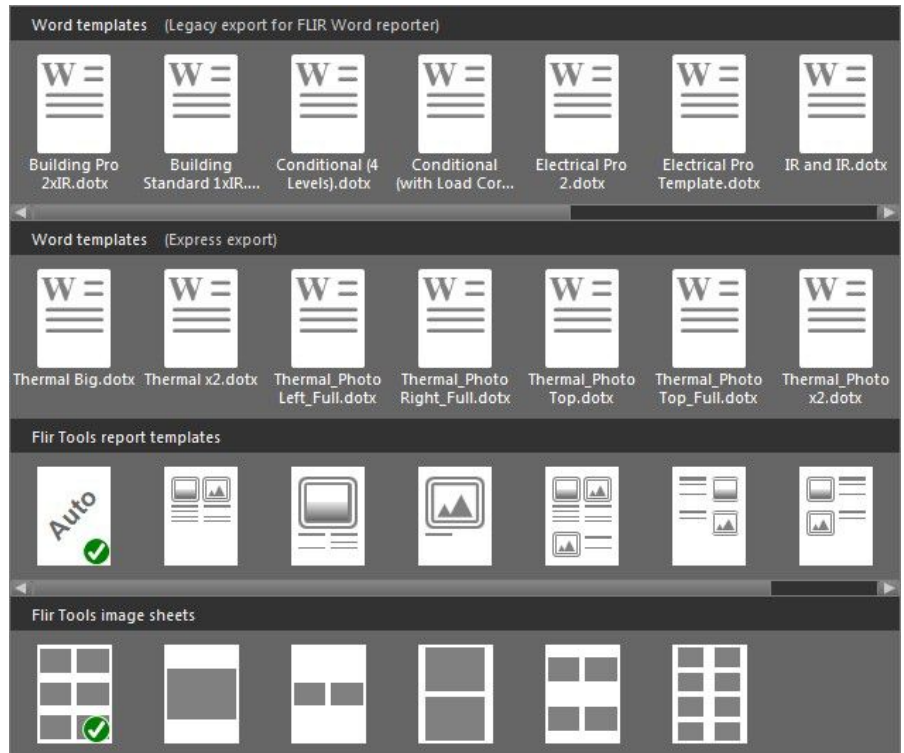 Word templates (Legacy export for FLIR Word reporter)
W W W W W W W
Building Pro Building Conditional (4 Conditional Electrical Pro Electrical Pro IR and IR.dotx
2xIR.dotx Standard 1xIR.... Levels).dotx (with Load Cor... 2.dotx Template.dotx
Word templates (Express export)
W W W W W W W
Thermal Big.dotx Thermal x2.dotx Thermal_Photo Thermal_Photo Thermal_Photo Thermal_Photo Thermal_Photo
Left_Full.dotx Right_Full.dotx Top.dotx Top_Full.dotx x2.dotx
Flir Tools report templates
Auto
Flir Tools image sheets